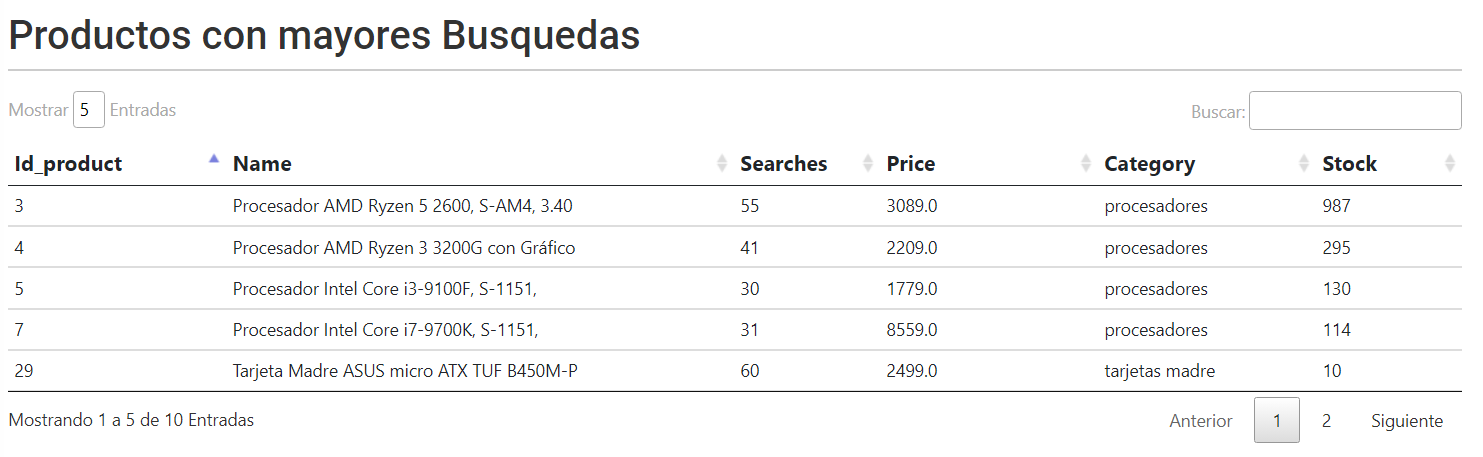 Productos con mayores Busquedas
Mostrar 5 Entradas Buscar:
Id_product Name Searches Price Category Stock
3 Procesador AMD Ryzen 5 2600, S-AM4, 3.40 55 3089.0 procesadores 987
4 Procesador AMD Ryzen 3 3200G con Gráfico 41 2209.0 procesadores 295
5 Procesador Intel Core i3-9100F, S-1151, 30 1779.0 procesadores 130
7 Procesador Intel Core i7-9700K, S-1151, 31 8559.0 procesadores 114
29 Tarjeta Madre ASUS micro ATX TUF B450M-P 60 2499.0 tarjetas madre 10
Mostrando 1 a 5 de 10 Entradas Anterior 1 2 Siguiente